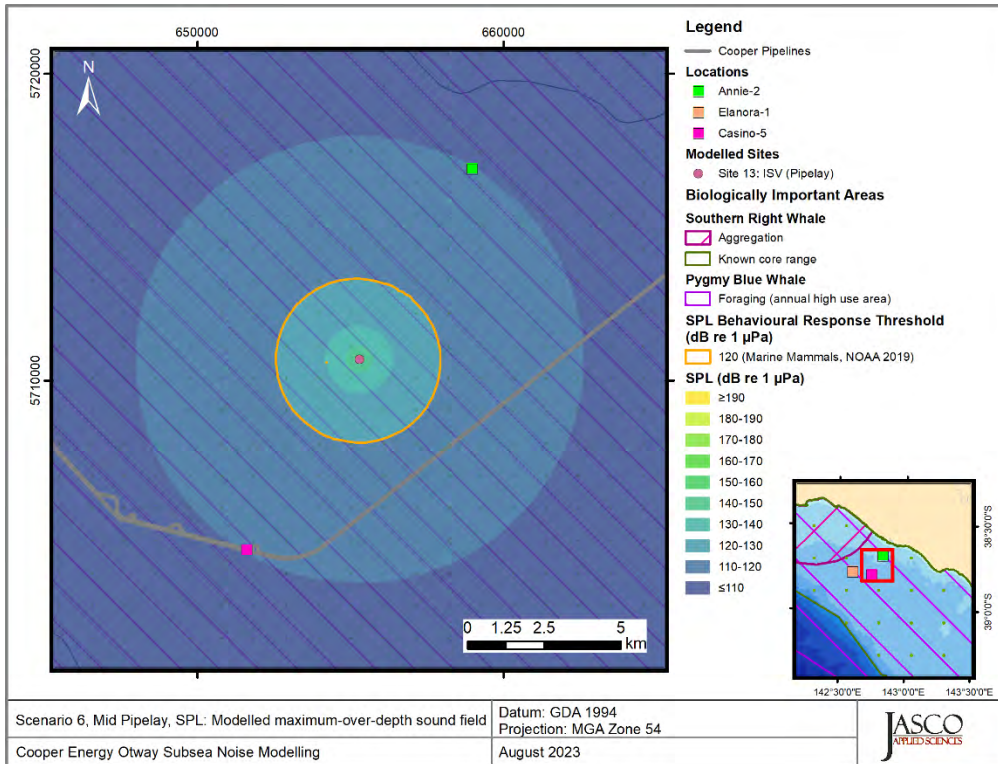 650000
660000
5720000
5710000
N
0 1.25 2.5 5
km
Legend
Cooper Pipelines
Locations
Annie-2
Elanora-1
Casino-5
Modelled Sites
Site 13: ISV (Pipelay)
Biologically Important Areas
Southern Right Whale
Aggregation
Known core range
Pygmy Blue Whale
Foraging (annual high use area)
SPL Behavioural Response Threshold
(dB re 1 µPa)
120 (Marine Mammals, NOAA 2019)
SPL (dB re 1 µPa)
≥190
180-190
170-180
160-170
150-160
140-150
130-140
120-130
110-120
≤110
38°30'0"S
39°0'0"S
142°30'0"E 143°0'0"E 143°30'0"E
Scenario 6, Mid Pipelay, SPL: Modelled maximum-over-depth sound field
Datum: GDA 1994
Projection: MGA Zone 54
Cooper Energy Otway Subsea Noise Modelling
August 2023
JASCO
APPLIED SCIENCES